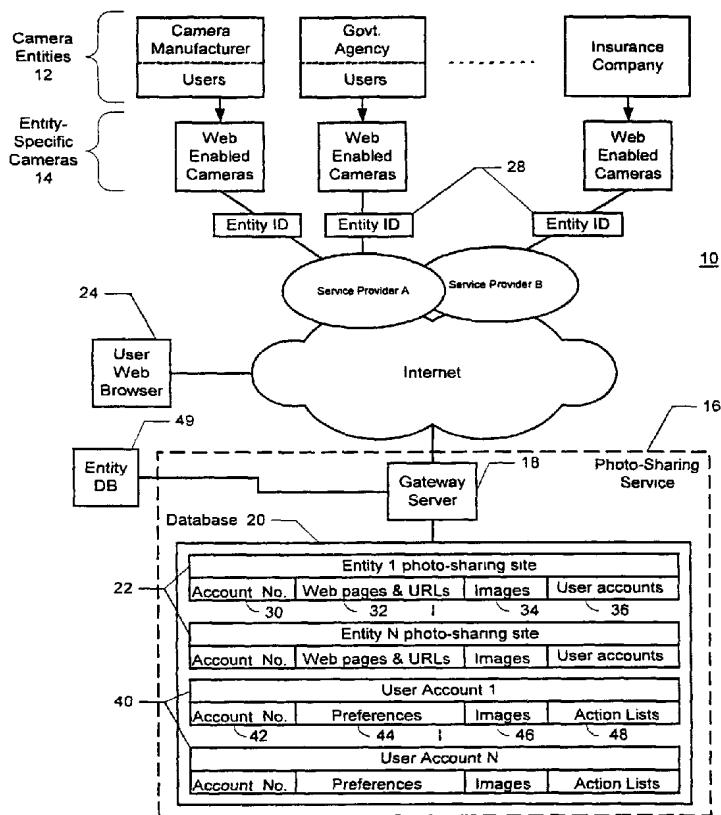 Camera Entities 12
Camera Manufacturer
Users
Govt. Agency
Users
Insurance Company
Entity-Specific Cameras 14
Web Enabled Cameras
Web Enabled Cameras
Web Enabled Cameras
28
Entity ID
Entity ID
Entity ID
10
Service Provider A
Service Provider B
24
User Web Browser
Internet
49
Entity DB
16
Photo-Sharing Service
18
Gateway Server
Database 20
22
Entity 1 photo-sharing site
Account No. Web pages & URLs Images User accounts
30 32 34 36
Entity N photo-sharing site
Account No. Web pages & URLs Images User accounts
40
User Account 1
Account No. Preferences Images Action Lists
42 44 46 48
User Account N
Account No. Preferences Images Action Lists